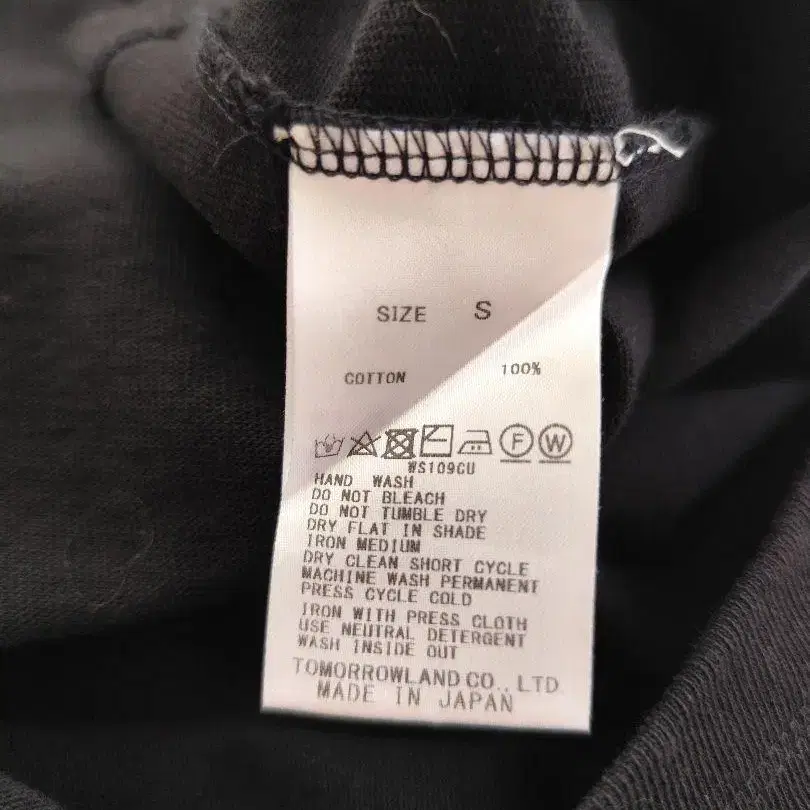 SIZE S
COTTON 100%
F W
WS109CU
HAND WASH
DO NOT BLEACH
DO NOT TUMBLE DRY
DRY FLAT IN SHADE
IRON MEDIUM
DRY CLEAN SHORT CYCLE
MACHINE WASH PERMANENT
PRESS CYCLE COLD
IRON WITH PRESS CLOTH
USE NEUTRAL DETERGENT
WASH INSIDE OUT
TOMORROWLAND CO., LTD.
MADE IN JAPAN